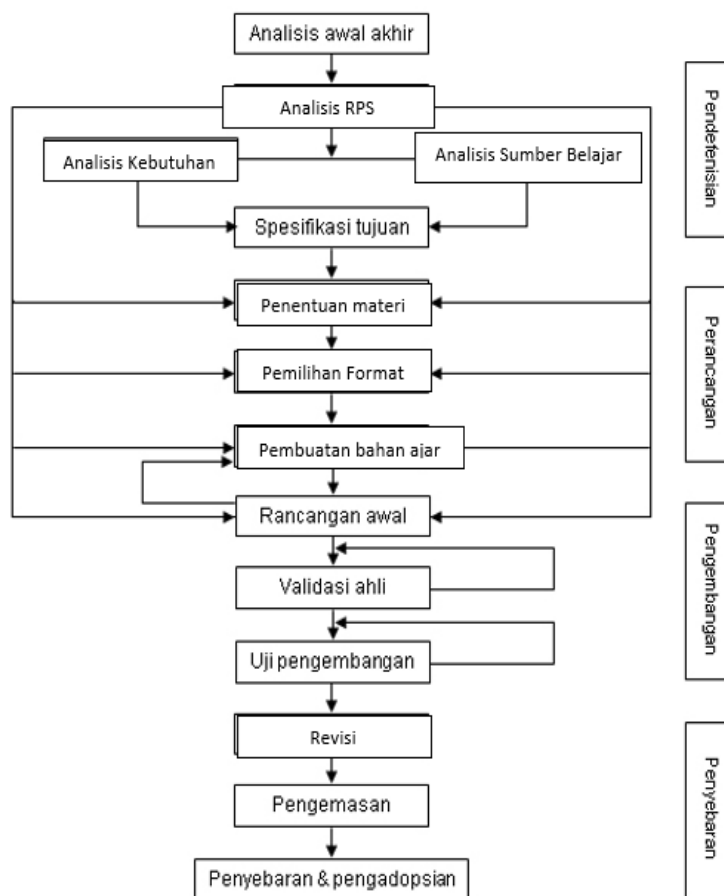 Analisis awal akhir
Analisis RPS
Analisis Kebutuhan
Analisis Sumber Belajar
Spesifikasi tujuan
Penentuan materi
Pemilihan Format
Pembuatan bahan ajar
Rancangan awal
Validasi ahli
Uji pengembangan
Revisi
Pengemasan
Penyebaran & pengadopsian
Pendefenisian
Perancangan
Pengembangan
Penyebaran